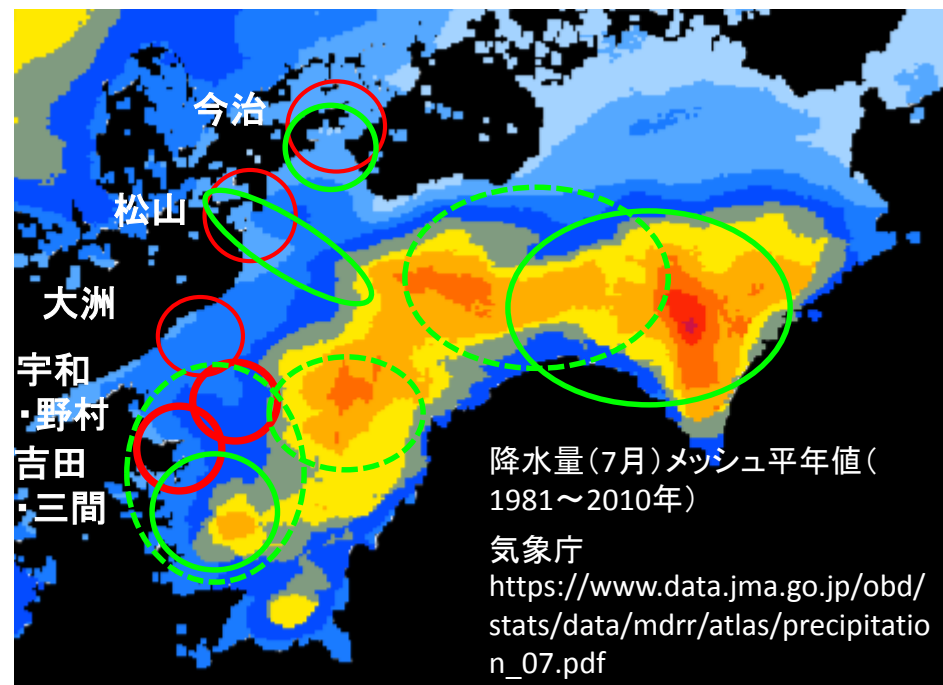 今治
松山
大洲
宇和
・野村
吉田
・三間
降水量(7月)メッシュ平年値(
1981～2010年)
気象庁
https://www.data.jma.go.jp/obd/
stats/data/mdrr/atlas/precipitatio
n_07.pdf